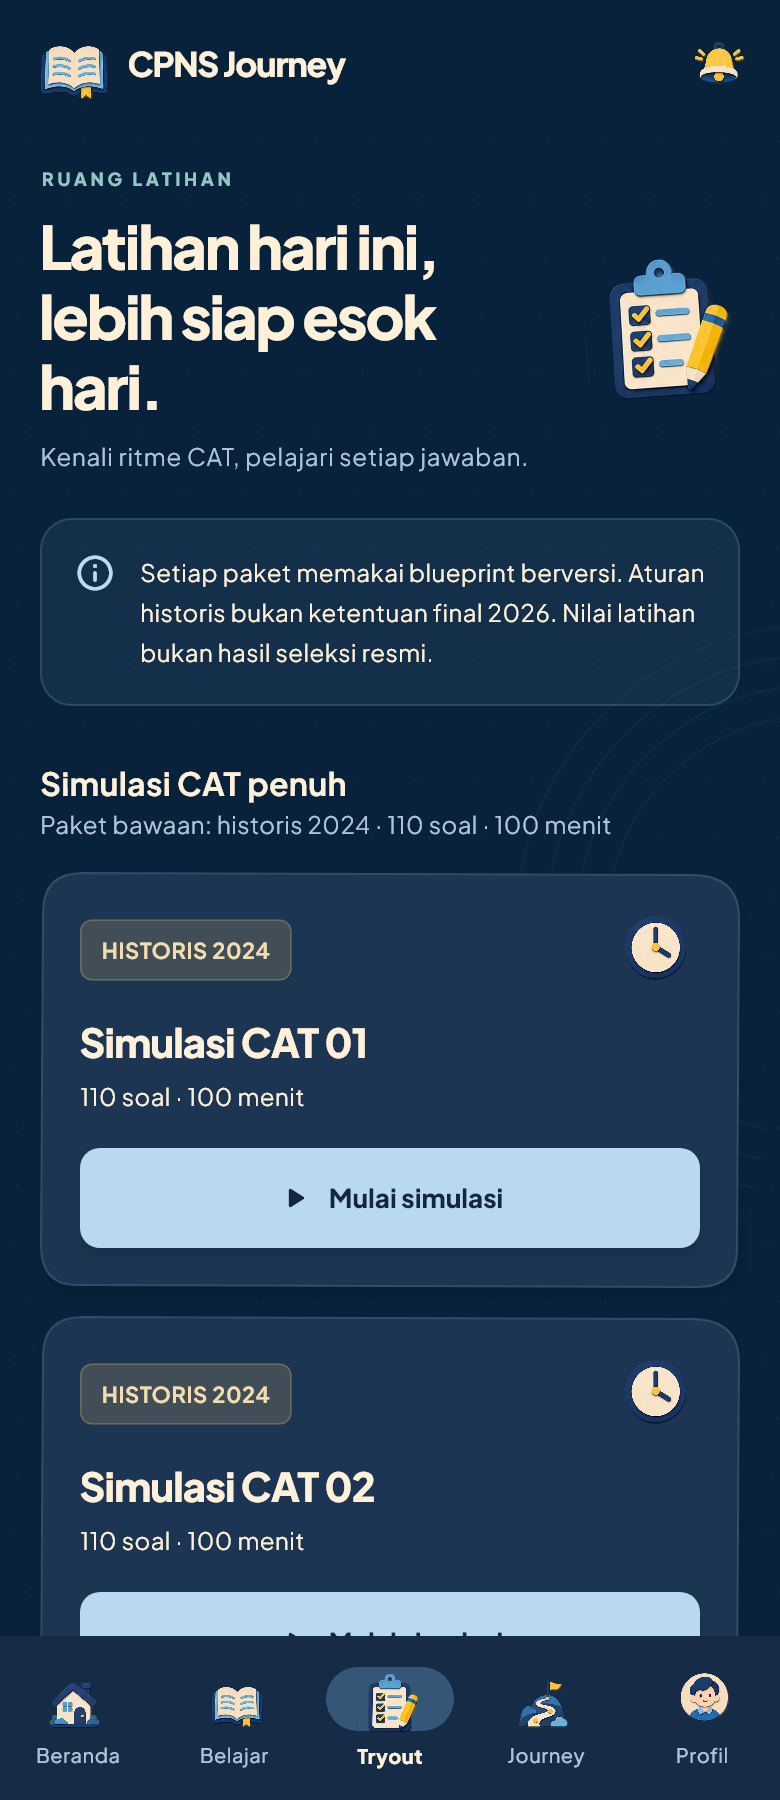 CPNS Journey
RUANG LATIHAN
Latihan hari ini,
lebih siap esok
hari.
Kenali ritme CAT, pelajari setiap jawaban.
Setiap paket memakai blueprint berversi. Aturan
historis bukan ketentuan final 2026. Nilai latihan
bukan hasil seleksi resmi.
Simulasi CAT penuh
Paket bawaan: historis 2024 · 110 soal · 100 menit
HISTORIS 2024
Simulasi CAT 01
110 soal · 100 menit
Mulai simulasi
HISTORIS 2024
Simulasi CAT 02
110 soal · 100 menit
Beranda
Belajar
Tryout
Journey
Profil